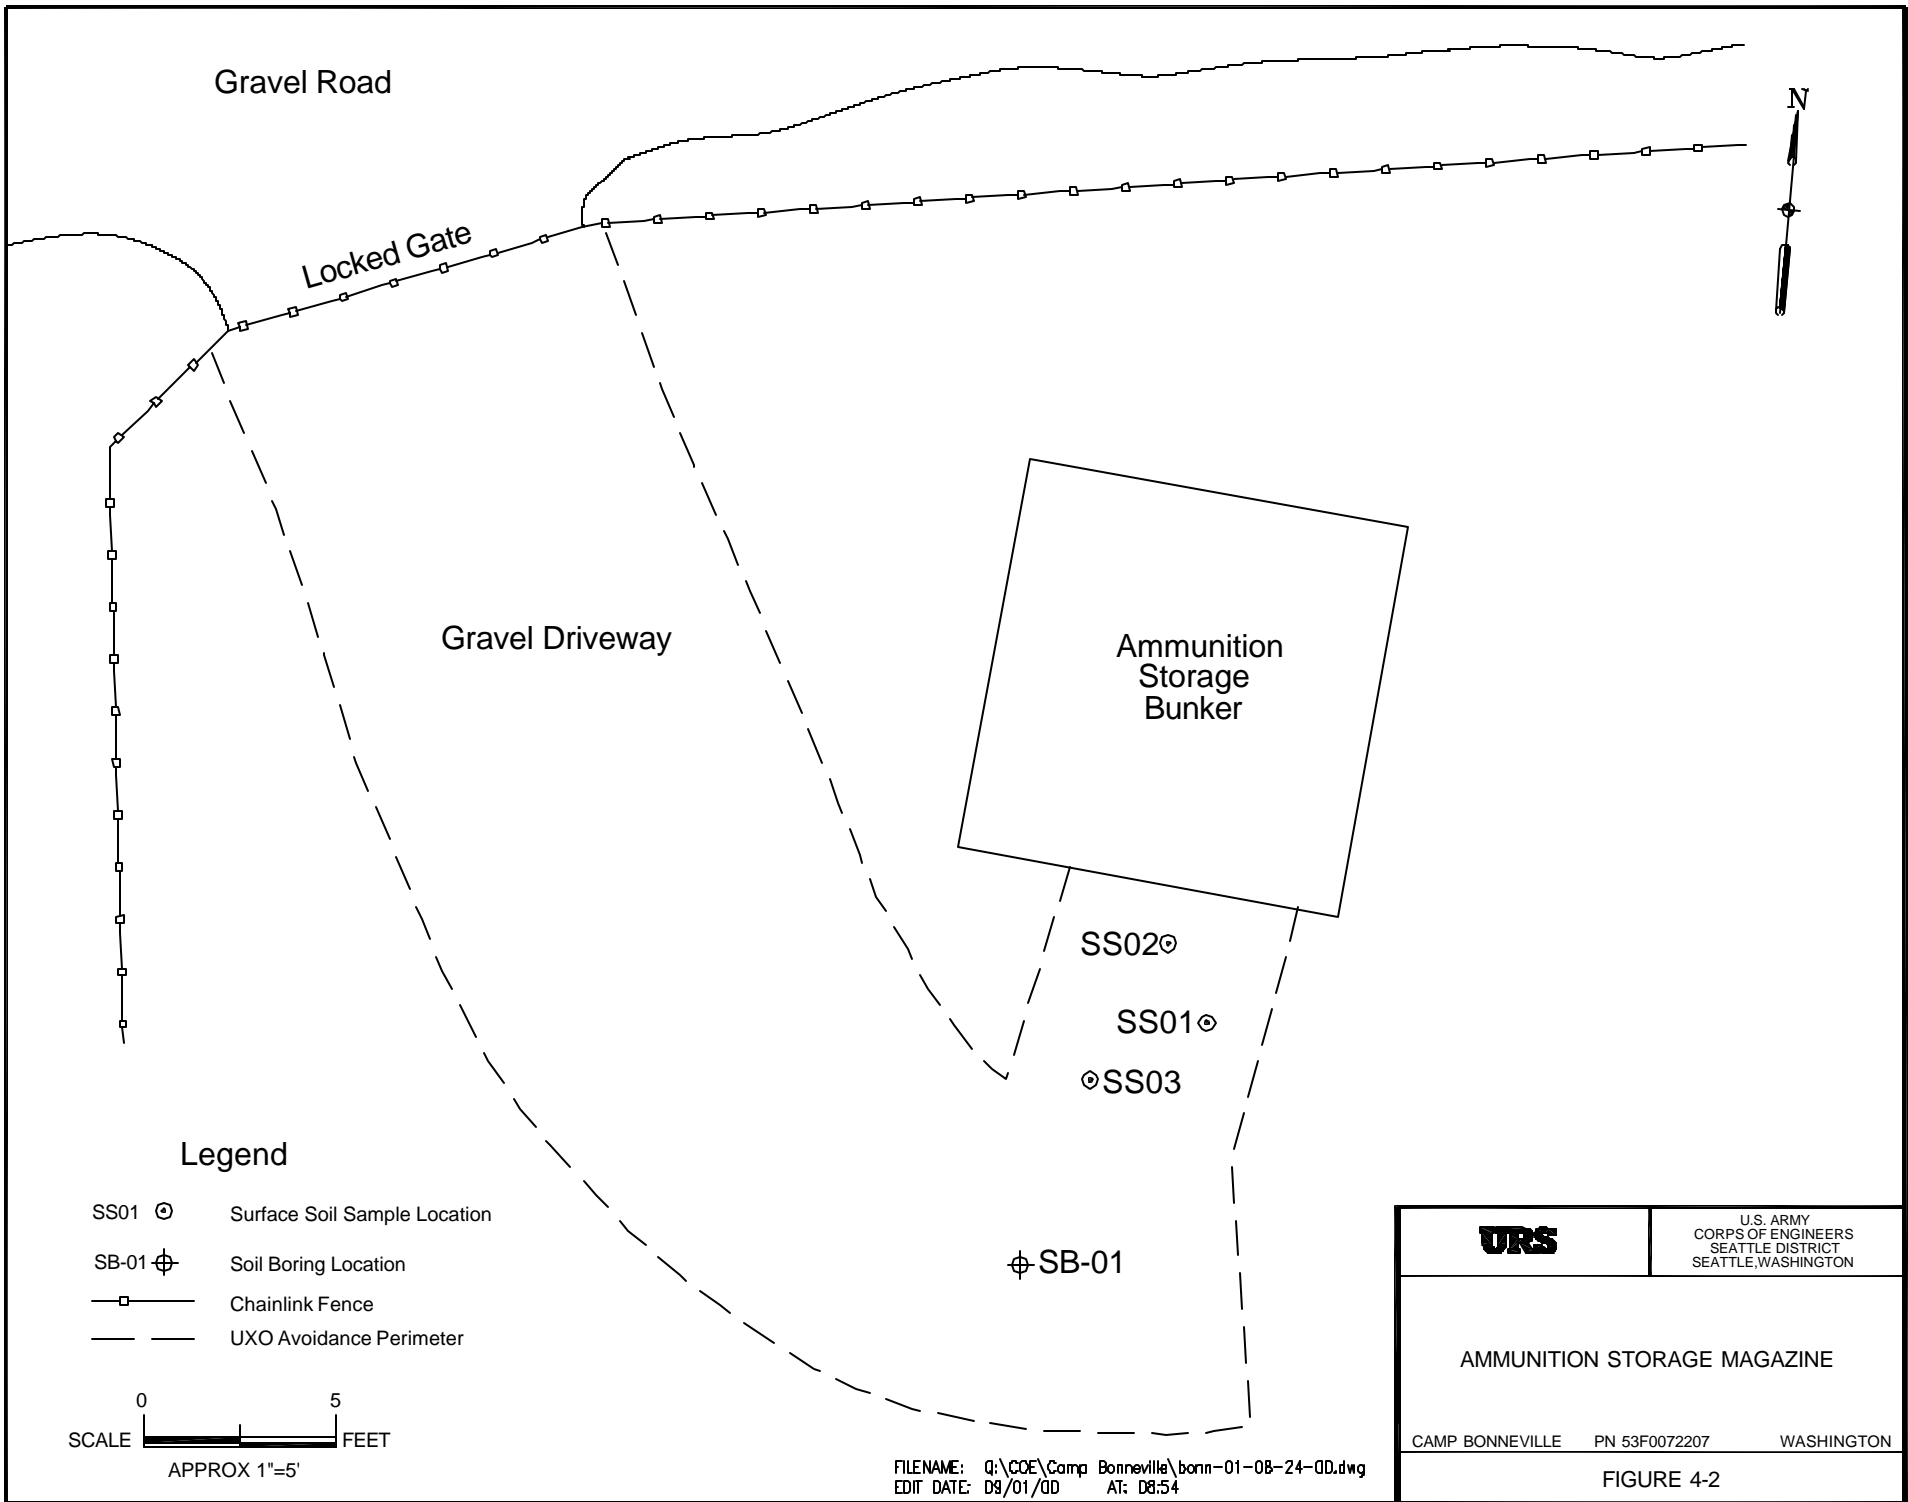 Gravel Road
N
Locked Gate
Gravel Driveway
Ammunition
Storage
Bunker
SS02
SS01
SS03
SB-01
Legend
SS01 Surface Soil Sample Location
SB-01 Soil Boring Location
Chainlink Fence
UXO Avoidance Perimeter
0 5
SCALE FEET
APPROX 1"=5'
FILENAME: Q:\COE\Camp Bonneville\bonn-01-08-24-00.dwg
EDIT DATE: 09/01/00 AT: 08:54
URS
U.S. ARMY
CORPS OF ENGINEERS
SEATTLE DISTRICT
SEATTLE,WASHINGTON
AMMUNITION STORAGE MAGAZINE
CAMP BONNEVILLE PN 53F0072207 WASHINGTON
FIGURE 4-2